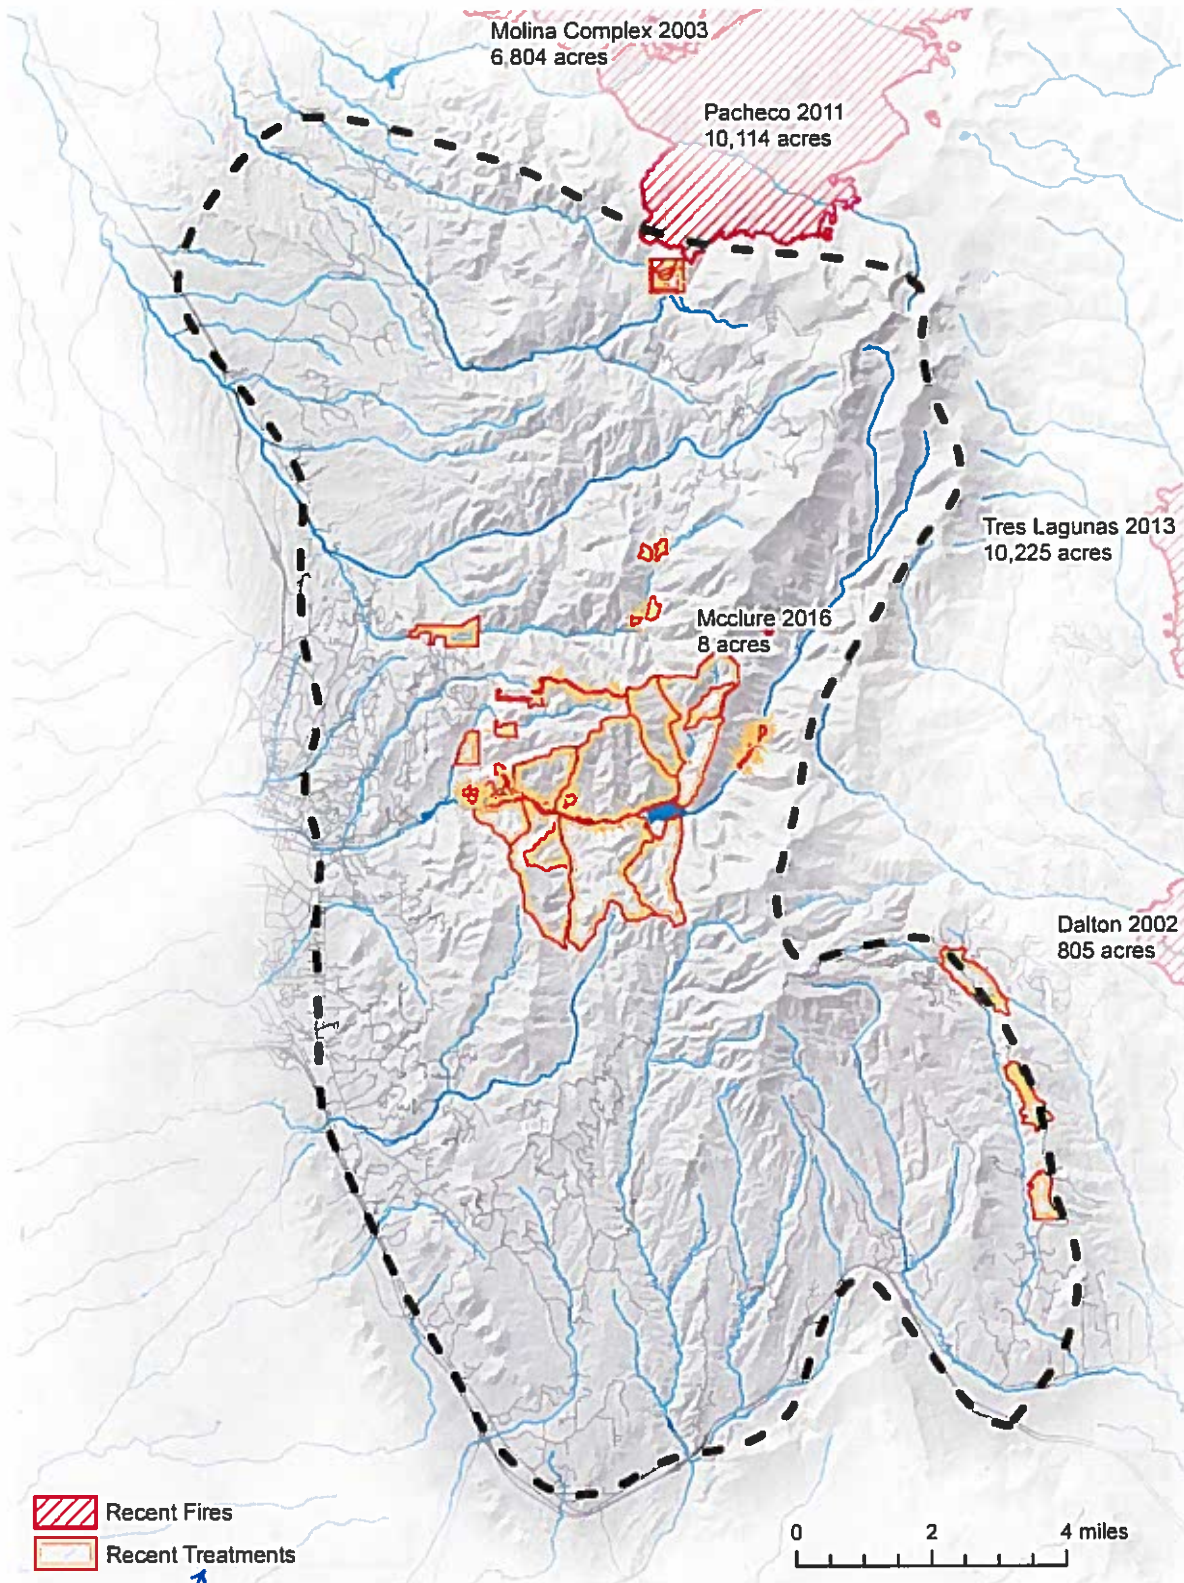 Molina Complex 2003
6,804 acres
Pacheco 2011
10,114 acres
Tres Lagunas 2013
10,225 acres
Mcclure 2016
8 acres
Dalton 2002
805 acres
Recent Fires
Recent Treatments
0 2 4 miles